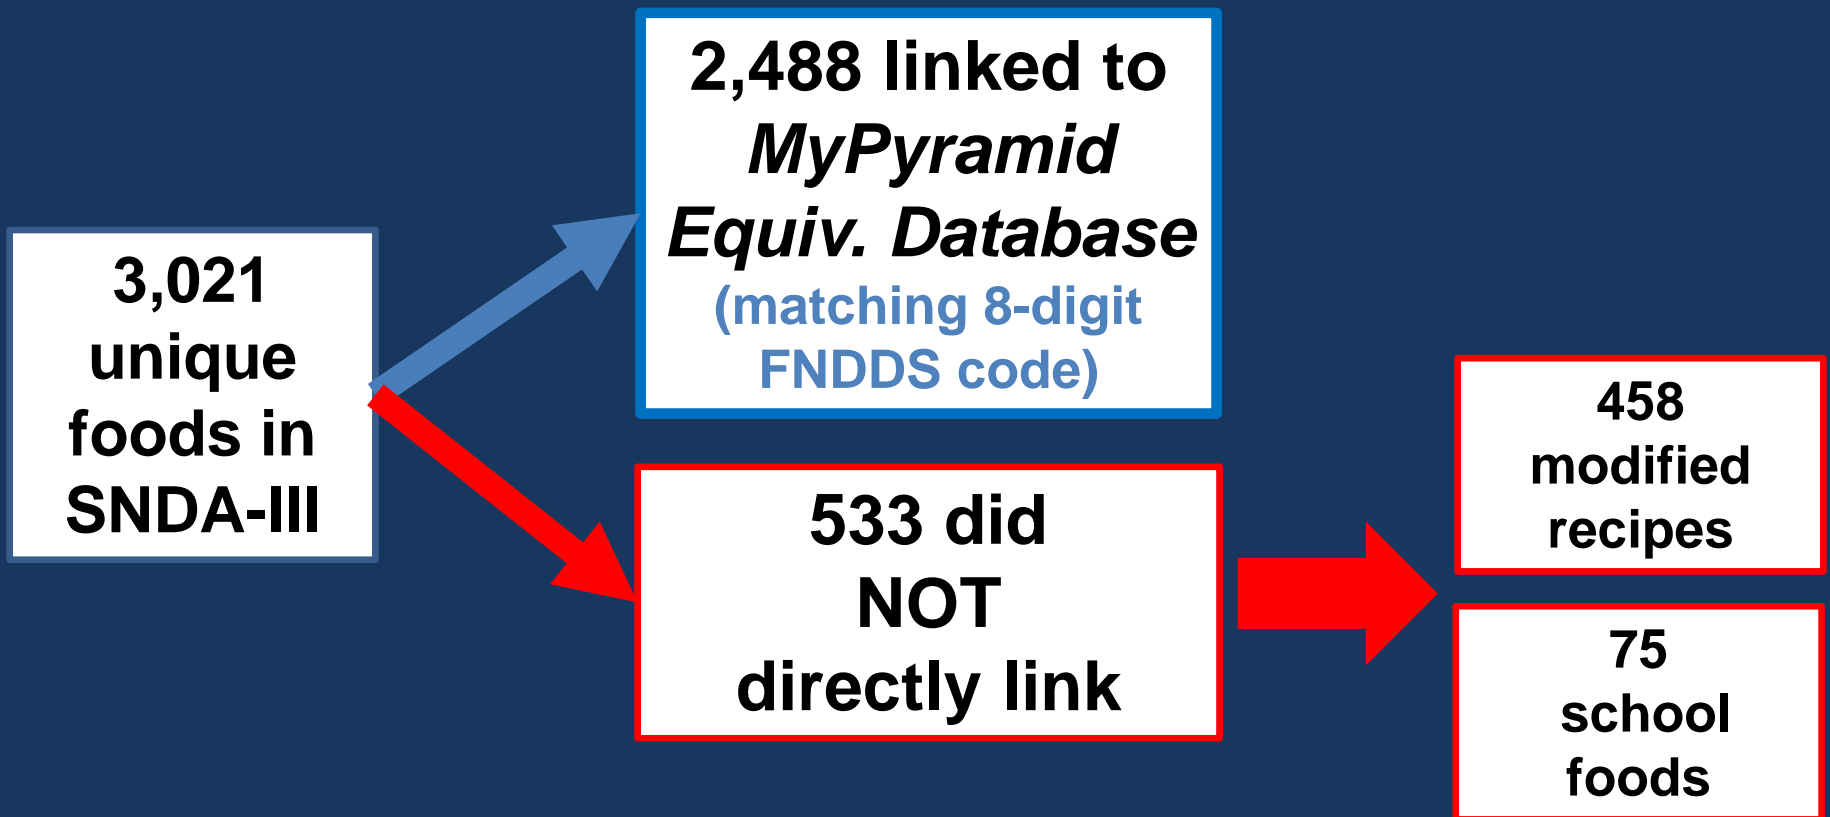 3,021
unique
foods in
SNDA-III
2,488 linked to
MyPyramid
Equiv. Database
(matching 8-digit
FNDDS code)
533 did
NOT
directly link
458
modified
recipes
75
school
foods